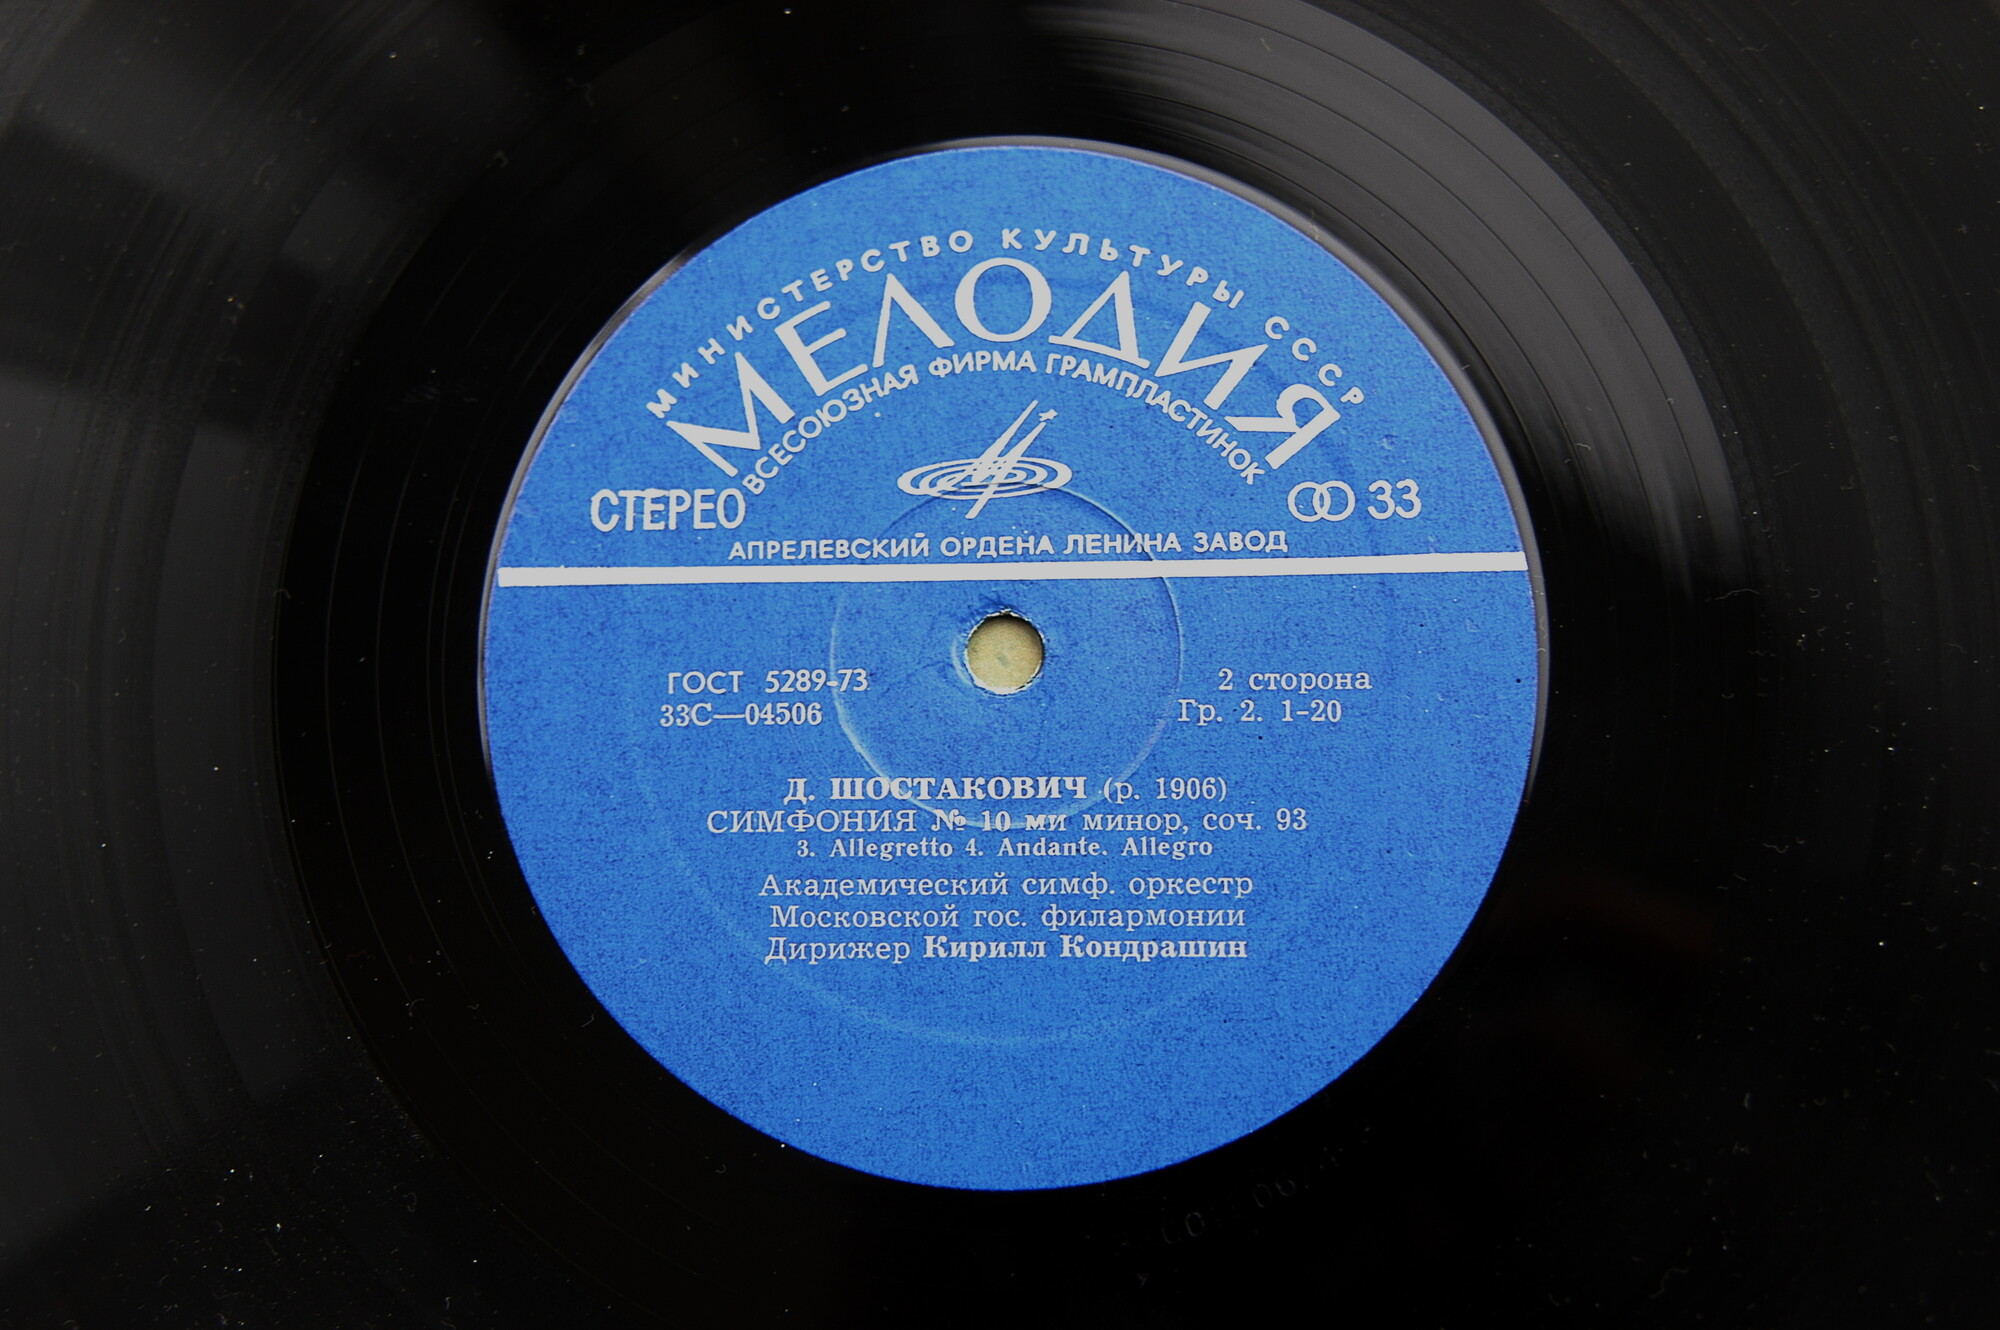 МИНИСТЕРСТВО КУЛЬТУРЫ СССР
МЕЛОДИЯ
ВСЕСОЮЗНАЯ ФИРМА ГРАМПЛАСТИНОК
СТЕРЕО
33
АПРЕЛЕВСКИЙ ОРДЕНА ЛЕНИНА ЗАВОД
ГОСТ 5289-73
2 сторона
33С—04506
Гр. 2. 1-20
Д. ШОСТАКОВИЧ (р. 1906)
СИМФОНИЯ № 10 ми минор, соч. 93
3. Allegretto 4. Andante. Allegro
Академический симф. оркестр
Московской гос. филармонии
Дирижер Кирилл Кондрашин